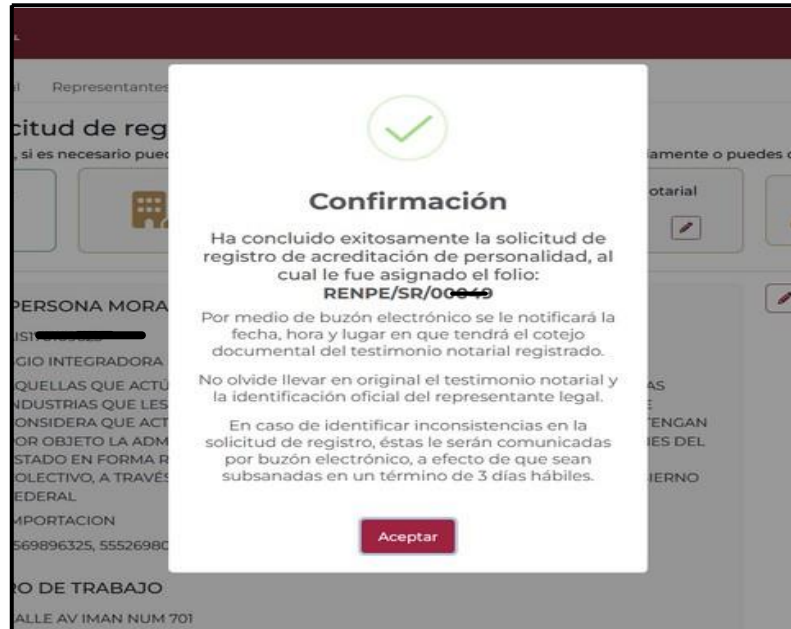 al Representantes
citud de reg
, si es necesario pued
iamente o puedes
otarial
Confirmación
Ha concluido exitosamente la solicitud de
registro de acreditación de personalidad, al
cual le fue asignado el folio:
RENPE/SR/00
Por medio de buzón electrónico se le notificará la
fecha, hora y lugar en que tendrá el cotejo
documental del testimonio notarial registrado.
No olvide llevar en original el testimonio notarial y
la identificación oficial del representante legal.
En caso de identificar inconsistencias en la
solicitud de registro, éstas le serán comunicadas
por buzón electrónico, a efecto de que sean
subsanadas en un término de 3 días hábiles.
Aceptar
PERSONA MORA
GIO INTEGRADORA
QUELLAS QUE ACTÚ AS
NDUSTRIAS QUE LES E
ONSIDERA QUE ACT TENGAN
OR OBJETO LA ADM ES DEL
STADO EN FORMA R
OLECTIVO, A TRAVÉS IERNO
EDERAL
MPORTACION
569896325, 55526980
RO DE TRABAJO
ALLE AV IMAN NUM 701